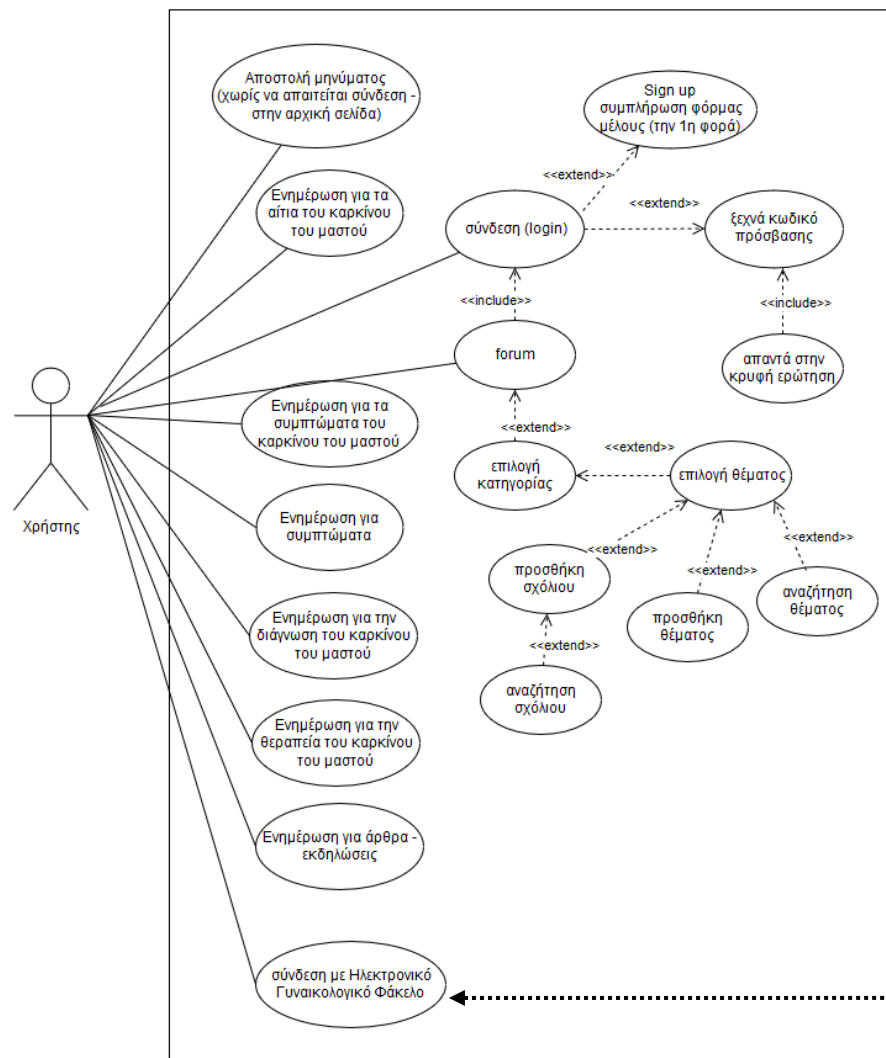 Αποστολή μηνύματος
(χωρίς να απαιτείται σύνδεση -
στην αρχική σελίδα)
Sign up
συμπλήρωση φόρμας
μέλους (την 1η φορά)
<<extend>>
<<extend>>
Ενημέρωση για τα
αίτια του καρκίνου
του μαστού
σύνδεση (login)
ξεχνά κωδικό
πρόσβασης
<<include>>
<<include>>
forum
απαντά στην
κρυφή ερώτηση
Ενημέρωση για τα
συμπτώματα του
καρκίνου του μαστού
<<extend>>
<<extend>>
επιλογή
κατηγορίας
επιλογή θέματος
Χρήστης
Ενημέρωση για
συμπτώματα
<<extend>>
<<extend>>
<<extend>>
προσθήκη
σχόλιου
αναζήτηση
θέματος
προσθήκη
θέματος
Ενημέρωση για την
διάγνωση του καρκίνου
του μαστού
<<extend>>
αναζήτηση
σχόλιου
Ενημέρωση για την
θεραπεία του καρκίνου
του μαστού
Ενημέρωση για άρθρα -
εκδηλώσεις
σύνδεση με Ηλεκτρονικό
Γυναικολογικό Φάκελο